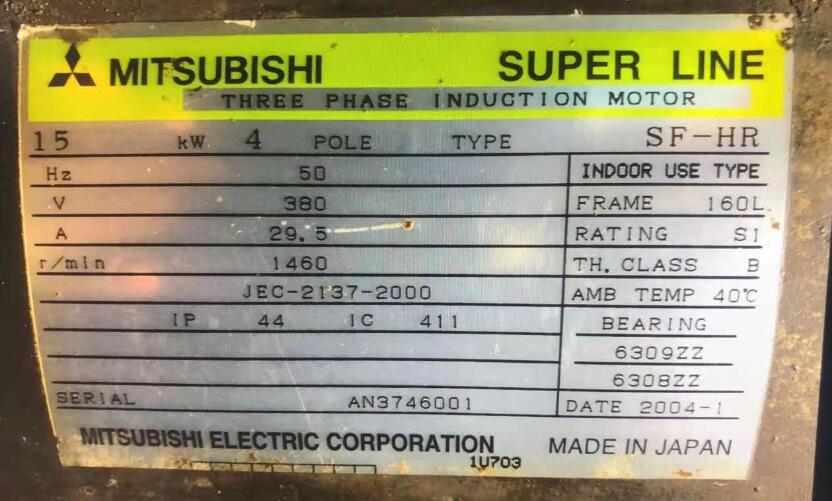 MITSUBISHI SUPER LINE
THREE PHASE INDUCTION MOTOR
15 kW 4 POLE TYPE SF-HR
Hz 50 INDOOR USE TYPE
V 380 FRAME 160L
A 29.5 RATING S1
r/min 1460 TH. CLASS B
JEC-2137-2000 AMB TEMP 40℃
IP 44 IC 411 BEARING
6309ZZ
6308ZZ
SERIAL AN3746001 DATE 2004-1
MITSUBISHI ELECTRIC CORPORATION MADE IN JAPAN
1U703